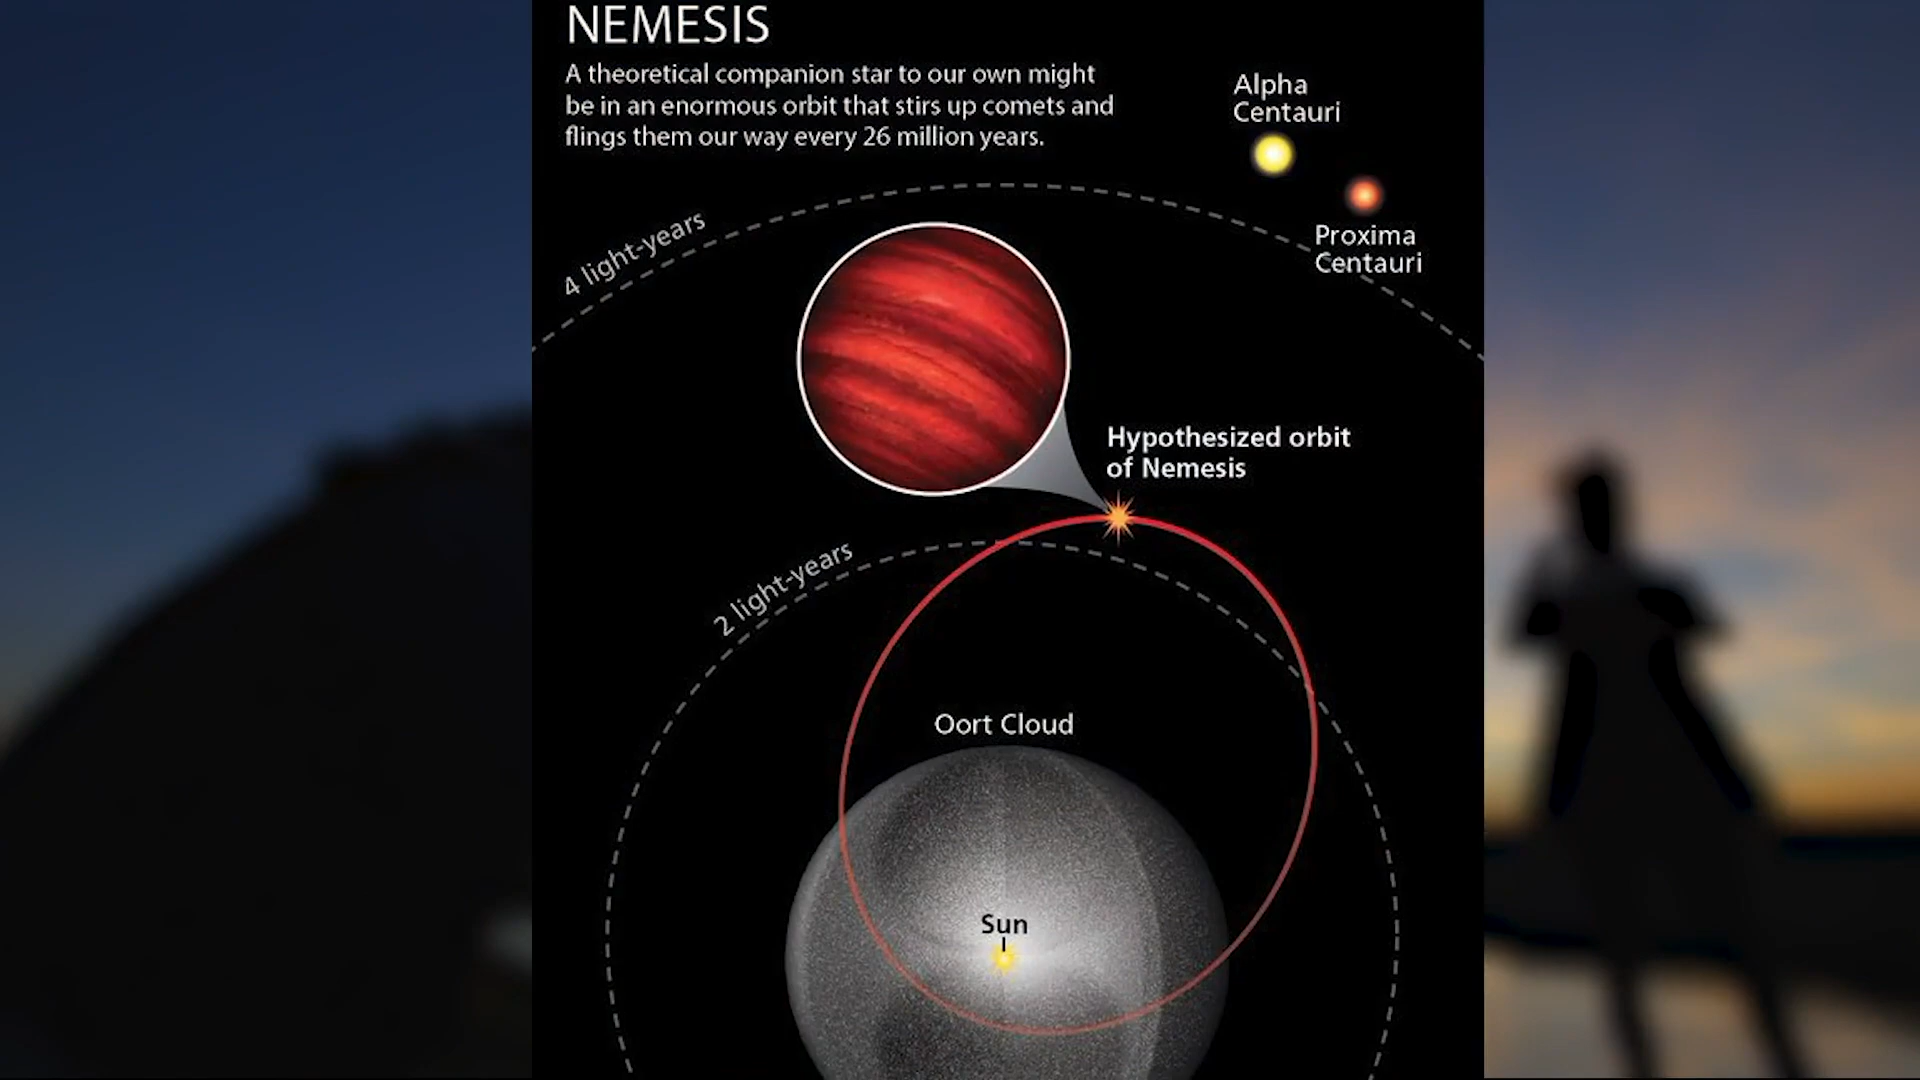 NEMESIS
A theoretical companion star to our own might
be in an enormous orbit that stirs up comets and
flings them our way every 26 million years.
Alpha
Centauri
Proxima
Centauri
4 light-years
Hypothesized orbit
of Nemesis
2 light-years
Oort Cloud
Sun